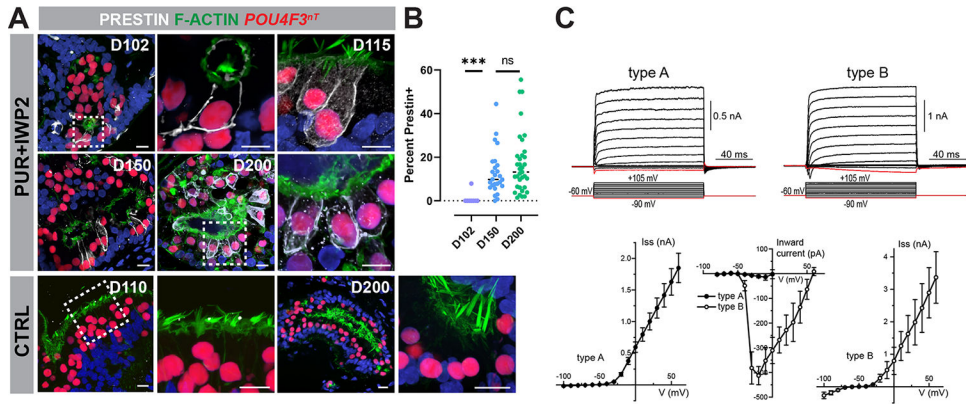 A
PRESTIN F-ACTIN POU4F3nT
PUR+IWP2
D102
D115
D150
D200
CTRL
D110
D200
B
***
ns
Percent Prestin+
60
40
20
0
D102
D150
D200
C
type A
0.5 nA
40 ms
+105 mV
-60 mV
-90 mV
type B
1 nA
40 ms
+105 mV
-60 mV
-90 mV
Iss (nA)
2.0
1.5
1.0
0.5
type A
-100
-50
50
V (mV)
Inward
current (pA)
-50
50
V (mV)
type A
type B
-100
-200
-300
-400
-500
Iss (nA)
4
3
2
1
type B
-100
-50
50
V (mV)